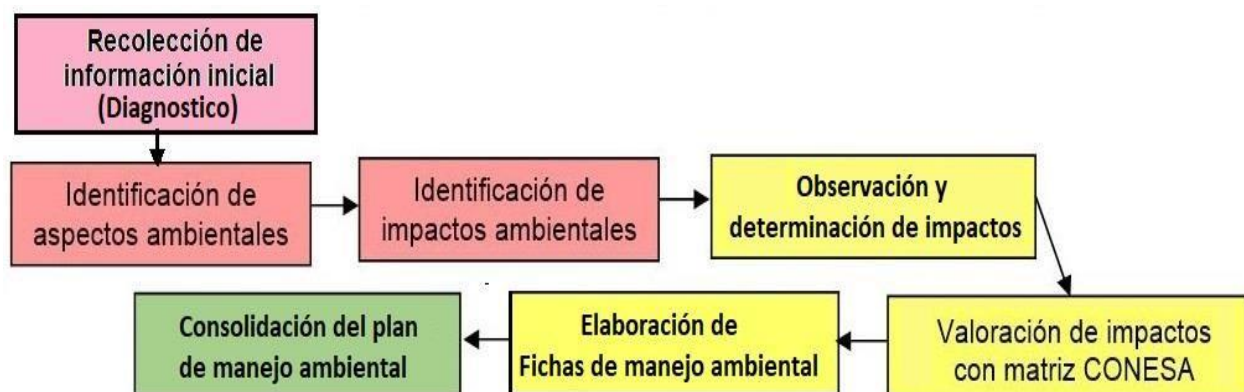 Recolección de
información inicial
(Diagnostico)
Identificación de
aspectos ambientales
Identificación de
impactos ambientales
Observación y
determinación de impactos
Valoración de impactos
con matriz CONESA
Elaboración de
Fichas de manejo ambiental
Consolidación del plan
de manejo ambiental